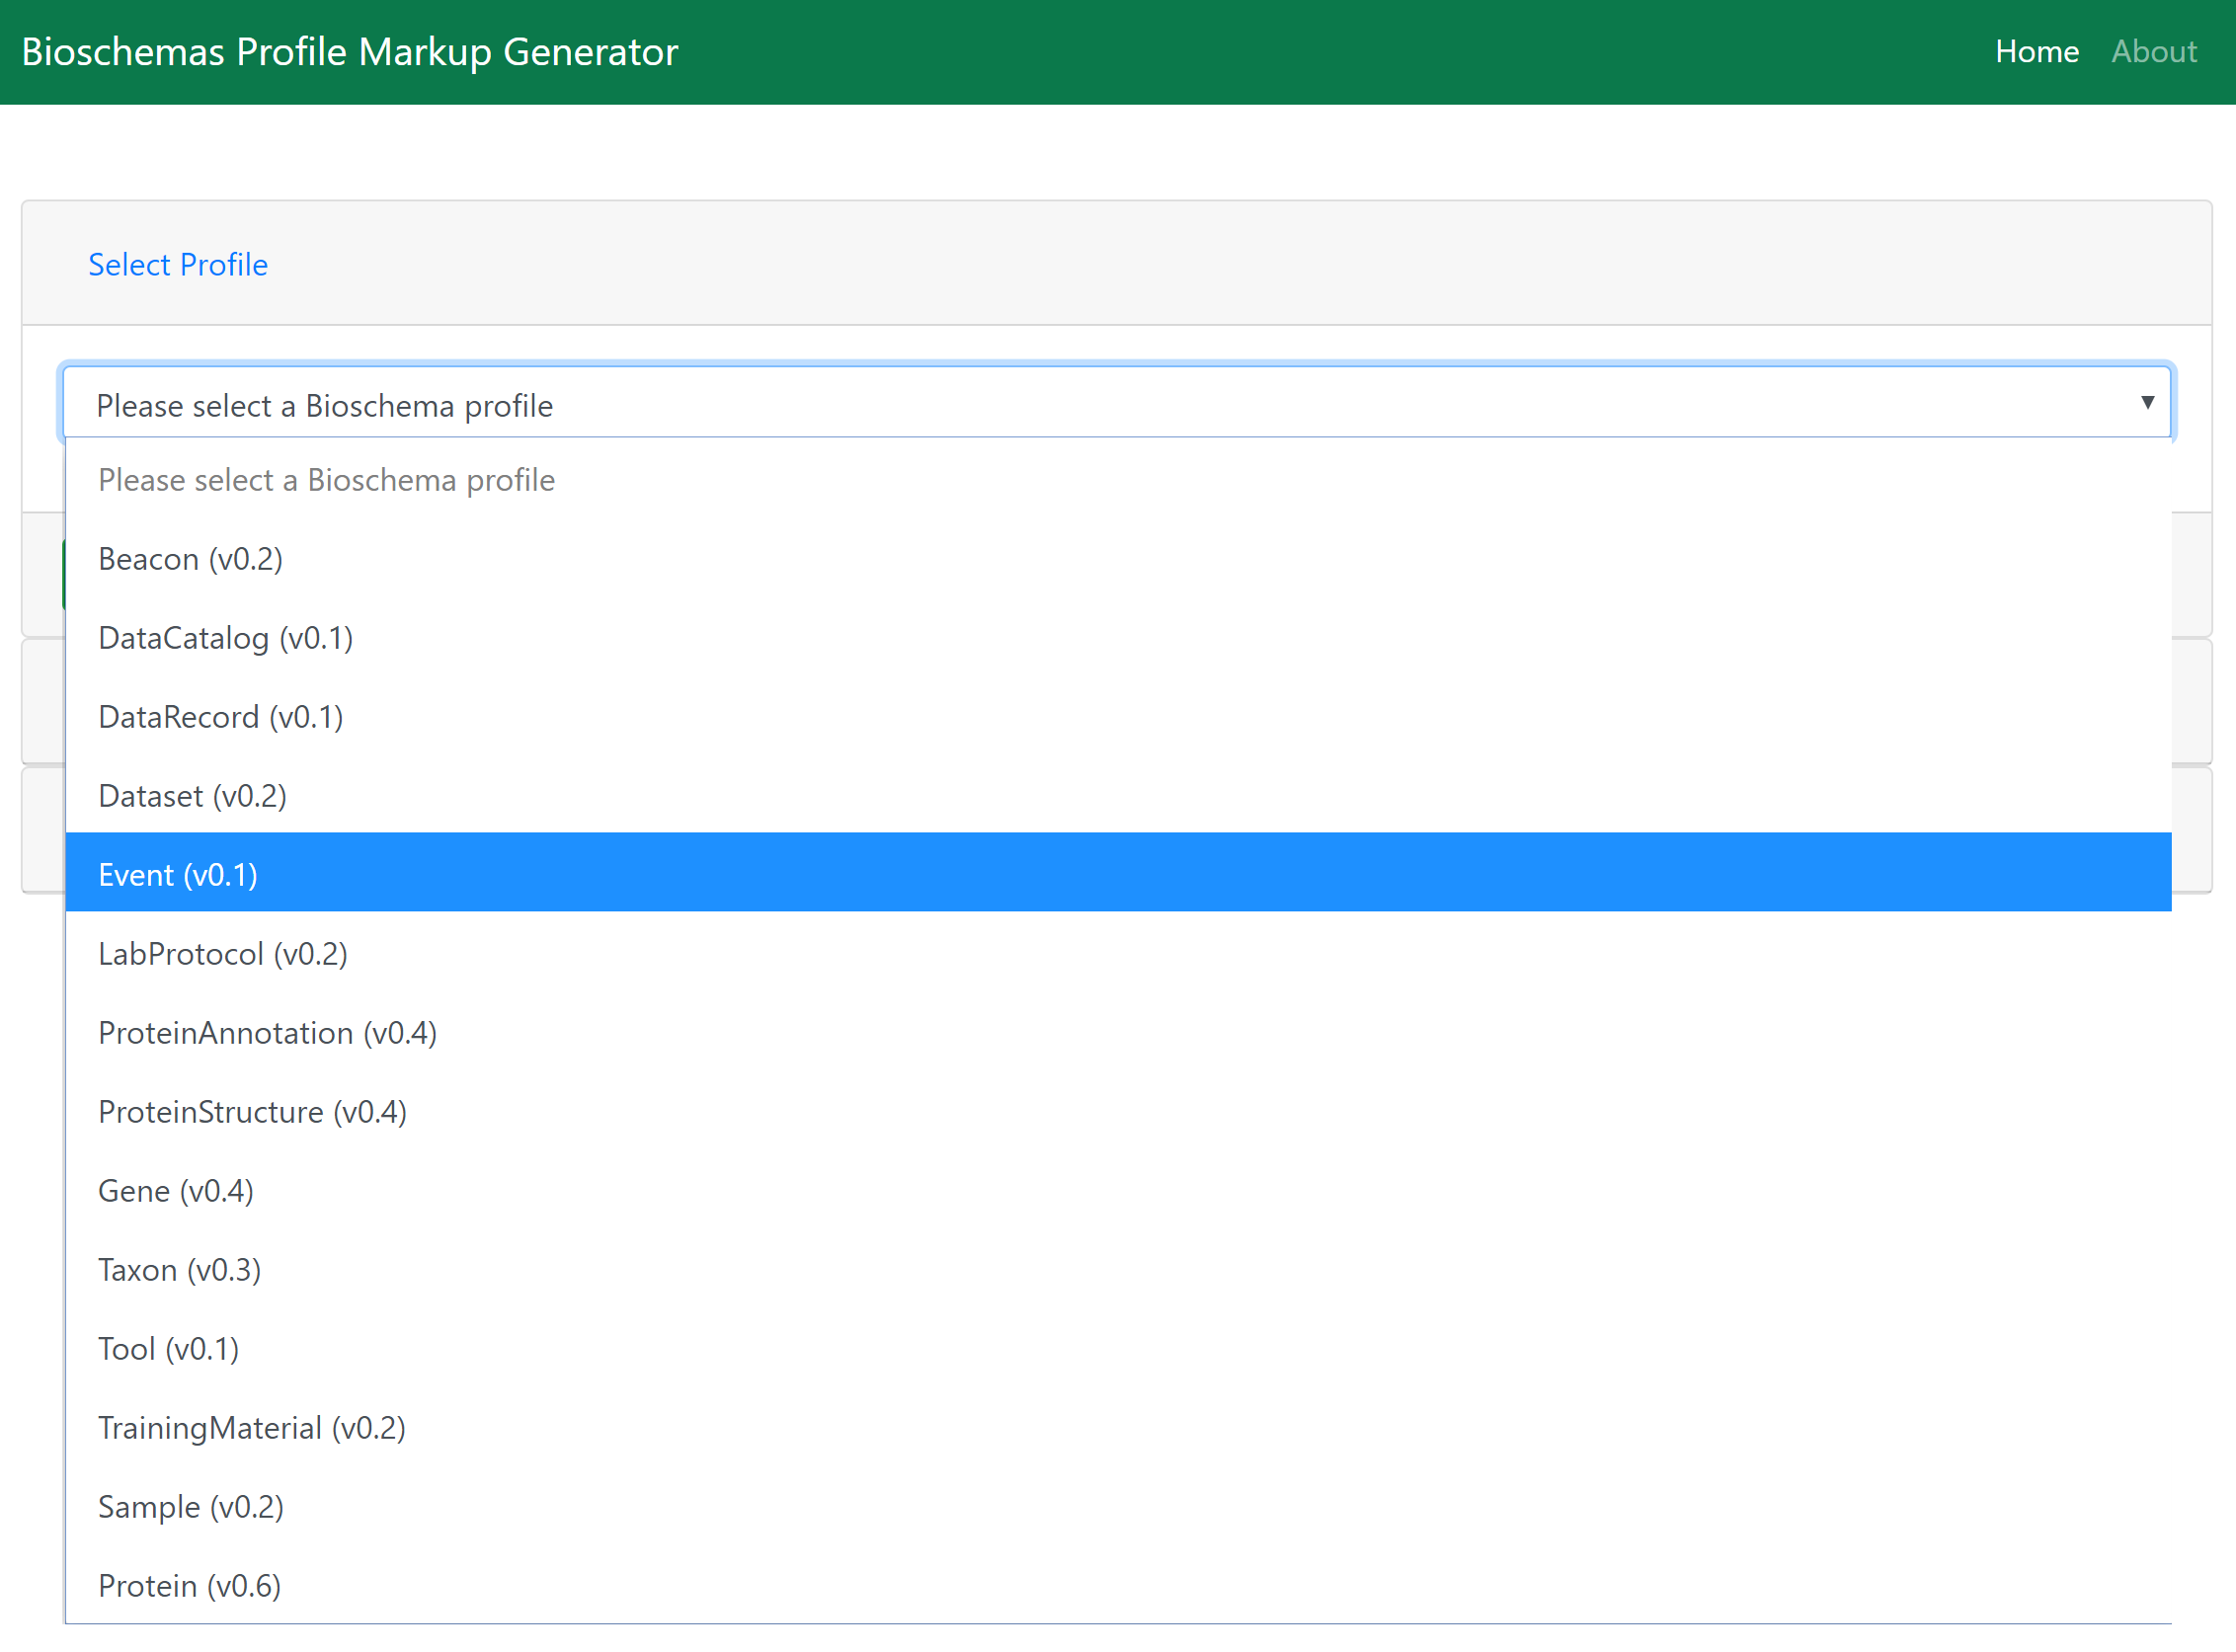 Bioschemas Profile Markup Generator
Home About
Select Profile
Please select a Bioschema profile
Please select a Bioschema profile
Beacon (v0.2)
DataCatalog (v0.1)
DataRecord (v0.1)
Dataset (v0.2)
Event (v0.1)
LabProtocol (v0.2)
ProteinAnnotation (v0.4)
ProteinStructure (v0.4)
Gene (v0.4)
Taxon (v0.3)
Tool (v0.1)
TrainingMaterial (v0.2)
Sample (v0.2)
Protein (v0.6)